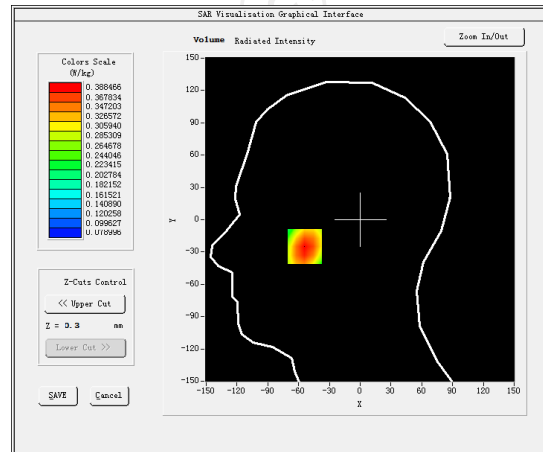 SAR Visualisation Graphical Interface
Volume Radiated Intensity
Zoom In/Out
Colors Scale
(W/kg)
0.388466
0.367834
0.347203
0.326572
0.305940
0.285309
0.264678
0.244046
0.223415
0.202784
0.182152
0.161521
0.140890
0.120258
0.099627
0.078996
Z-Cuts Control
<< Upper Cut
Z = 0.3 mm
Lower Cut >>
SAVE Cancel
150
120
90
60
30
Y 0
-30
-60
-90
-120
-150
-150 -120 -90 -60 -30 0 30 60 90 120 150
X